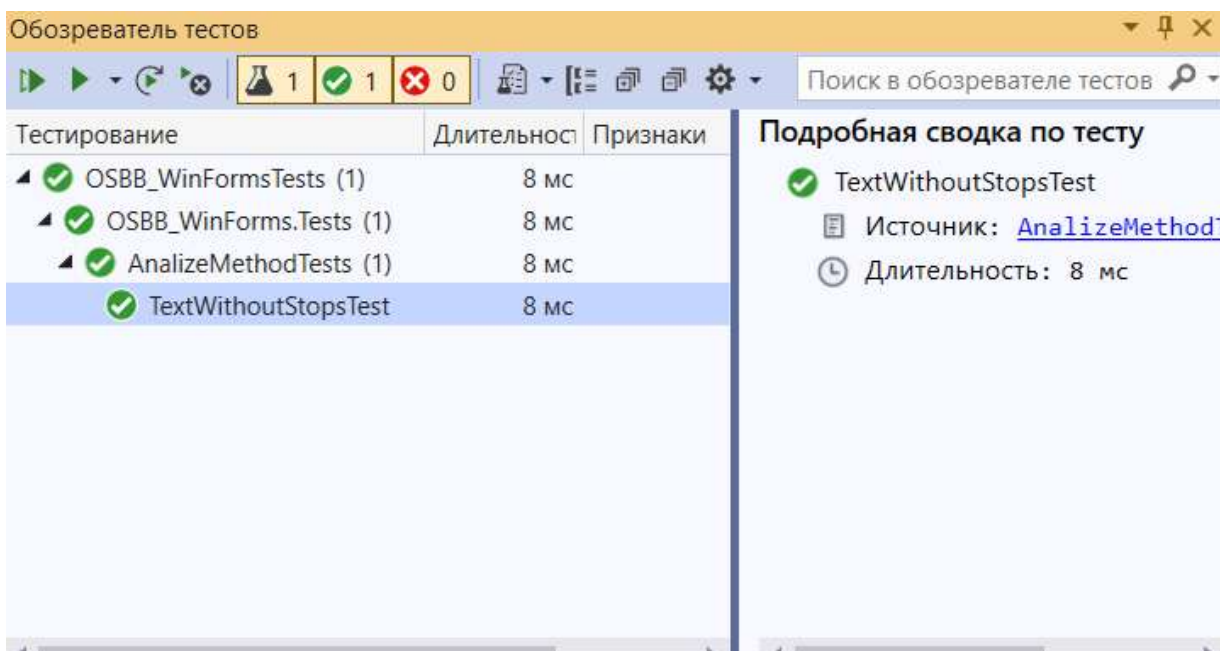 Обозреватель тестов
1 1 0 Поиск в обозревателе тестов
Тестирование Длительност Признаки
OSBB_WinFormsTests (1) 8 мс
OSBB_WinForms.Tests (1) 8 мс
AnalizeMethodTests (1) 8 мс
TextWithoutStopsTest 8 мс
Подробная сводка по тесту
TextWithoutStopsTest
Источник: AnalizeMethodT
Длительность: 8 мс